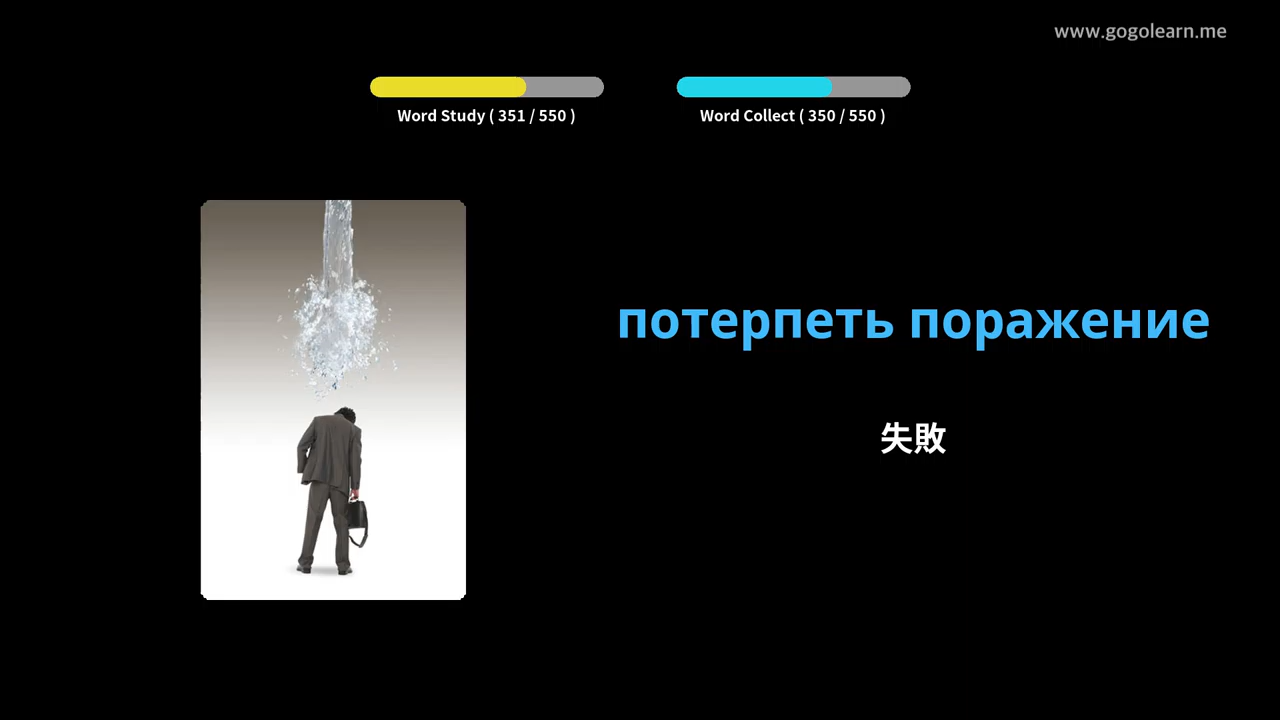 www.gogolearn.me
Word Study ( 351 / 550 )
Word Collect ( 350 / 550 )
потерпеть поражение
失敗